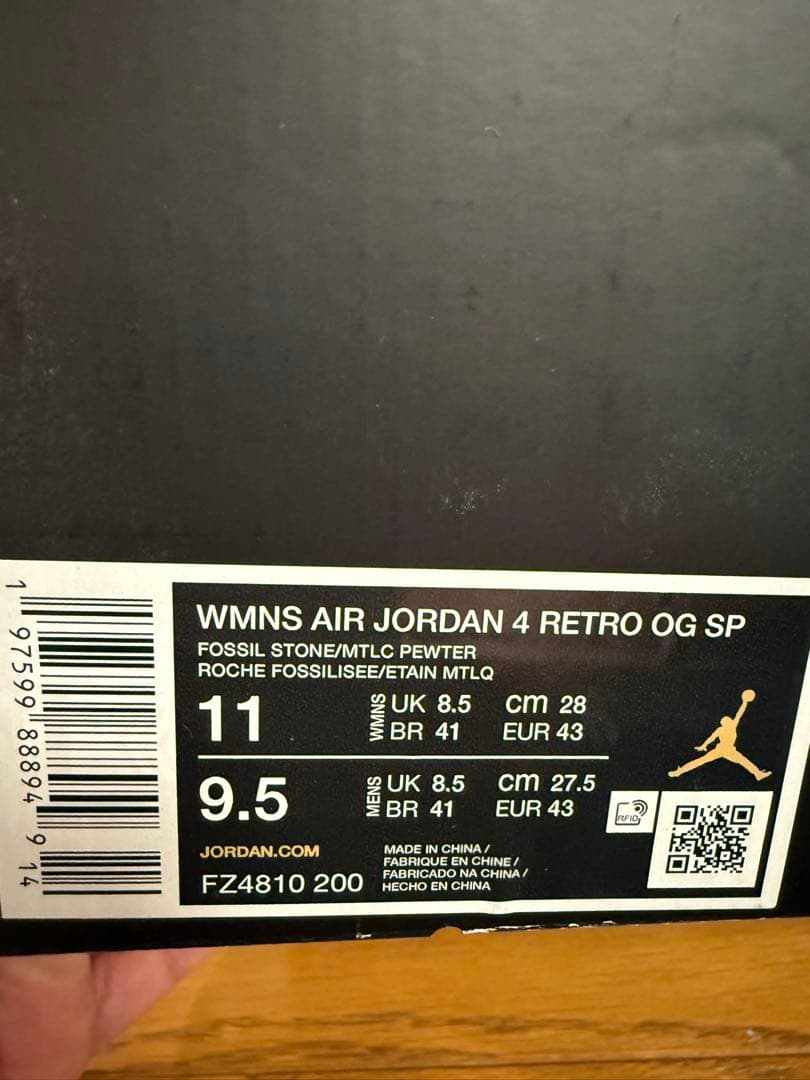 WMNS AIR JORDAN 4 RETRO OG SP
FOSSIL STONE/MTLC PEWTER
ROCHE FOSSILISEE/ETAIN MTLQ
11 WMNS UK 8.5 cm 28
BR 41 EUR 43
9.5 MENS UK 8.5 cm 27.5
BR 41 EUR 43
RFID
JORDAN.COM
FZ4810 200
MADE IN CHINA /
FABRIQUE EN CHINE /
FABRICADO NA CHINA /
HECHO EN CHINA
1 97599 88894 9 14